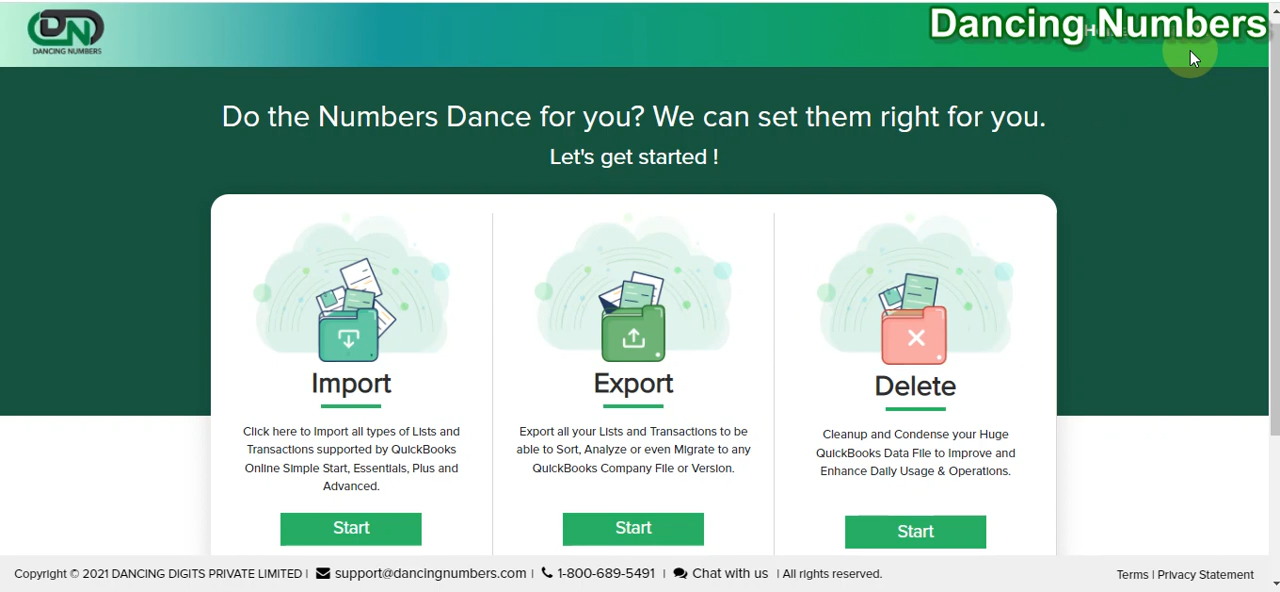 Dancing Numbers
DN
DANCING NUMBERS
Do the Numbers Dance for you? We can set them right for you.
Let's get started !
Import
Click here to Import all types of Lists and
Transactions supported by QuickBooks
Online Simple Start, Essentials, Plus and
Advanced.
Start
Export
Export all your Lists and Transactions to be
able to Sort, Analyze or even Migrate to any
QuickBooks Company File or Version.
Start
Delete
Cleanup and Condense your Huge
QuickBooks Data File to Improve and
Enhance Daily Usage & Operations.
Start
Copyright © 2021 DANCING DIGITS PRIVATE LIMITED | support@dancingnumbers.com | 1-800-689-5491 | Chat with us | All rights reserved. Terms | Privacy Statement